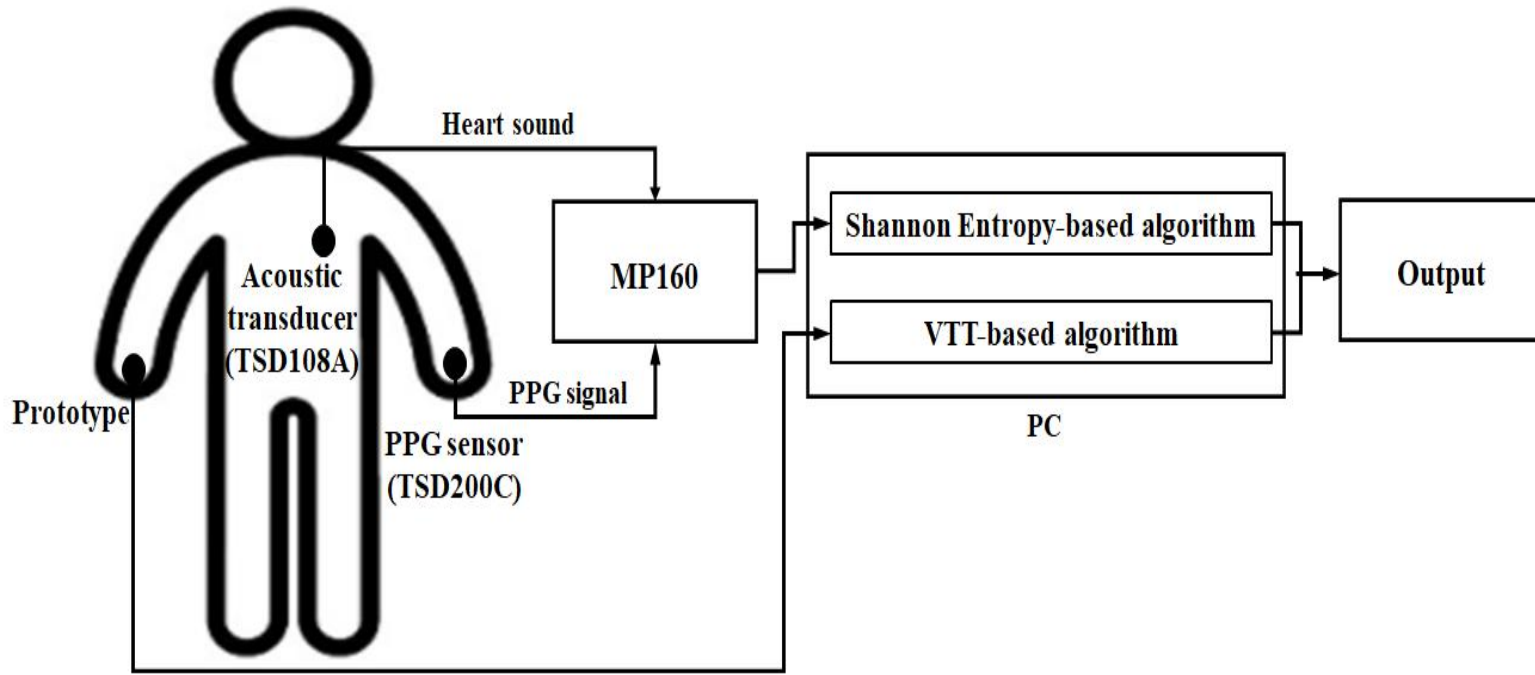 Heart sound
Acoustic
transducer
(TSD108A)
Prototype
PPG signal
PPG sensor
(TSD200C)
MP160
Shannon Entropy-based algorithm
VTT-based algorithm
PC
Output